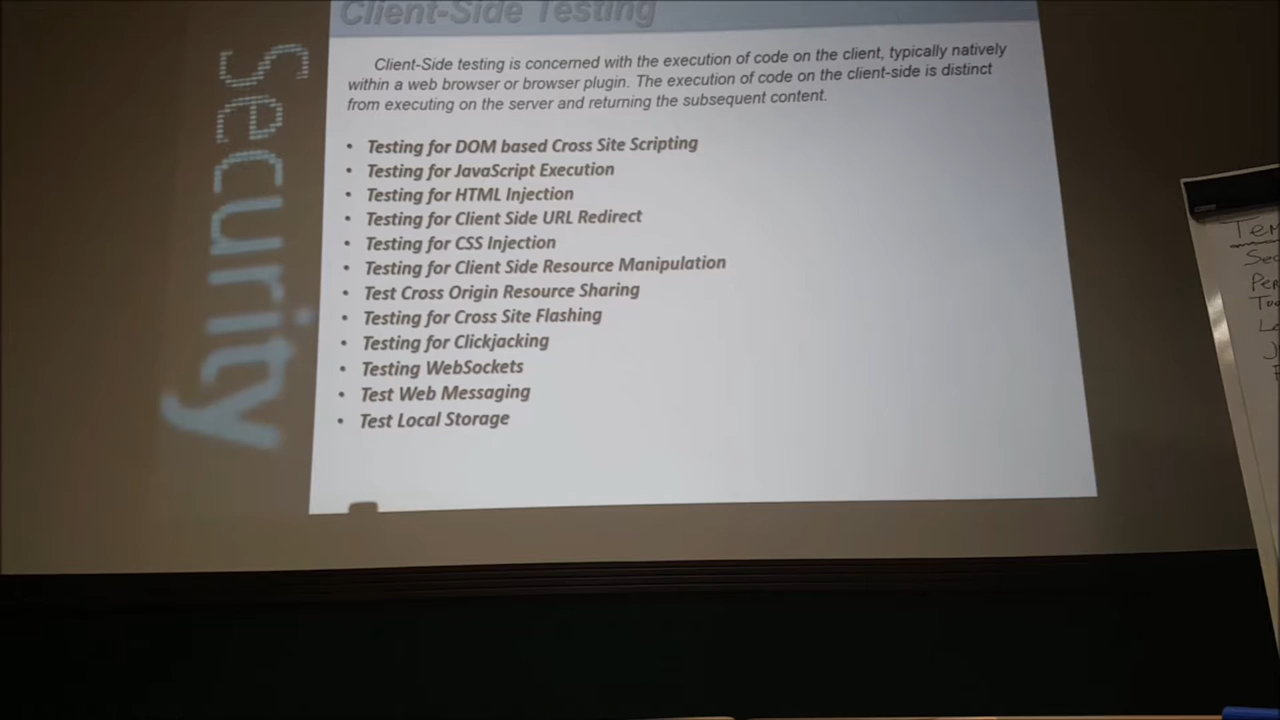 Client-Side Testing
Security
Client-Side testing is concerned with the execution of code on the client, typically natively
within a web browser or browser plugin. The execution of code on the client-side is distinct
from executing on the server and returning the subsequent content.
• Testing for DOM based Cross Site Scripting
• Testing for JavaScript Execution
• Testing for HTML Injection
• Testing for Client Side URL Redirect
• Testing for CSS Injection
• Testing for Client Side Resource Manipulation
• Test Cross Origin Resource Sharing
• Testing for Cross Site Flashing
• Testing for Clickjacking
• Testing WebSockets
• Test Web Messaging
• Test Local Storage